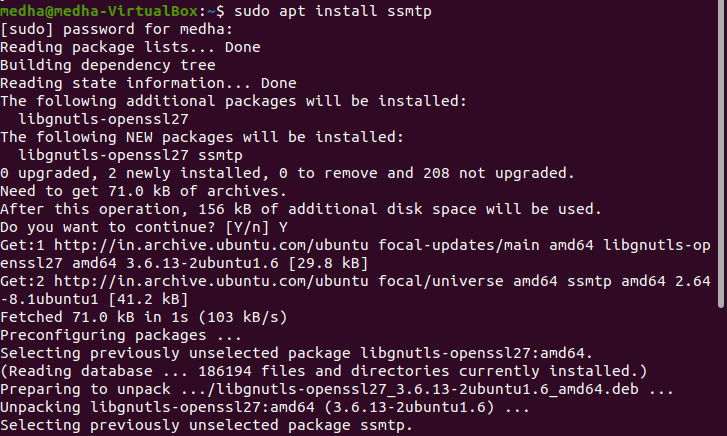 medha@medha-VirtualBox:~$ sudo apt install ssmtp
[sudo] password for medha:
Reading package lists... Done
Building dependency tree
Reading state information... Done
The following additional packages will be installed:
  libgnutls-openssl27
The following NEW packages will be installed:
  libgnutls-openssl27 ssmtp
0 upgraded, 2 newly installed, 0 to remove and 208 not upgraded.
Need to get 71.0 kB of archives.
After this operation, 156 kB of additional disk space will be used.
Do you want to continue? [Y/n] Y
Get:1 http://in.archive.ubuntu.com/ubuntu focal-updates/main amd64 libgnutls-op
enssl27 amd64 3.6.13-2ubuntu1.6 [29.8 kB]
Get:2 http://in.archive.ubuntu.com/ubuntu focal/universe amd64 ssmtp amd64 2.64
-8.1ubuntu1 [41.2 kB]
Fetched 71.0 kB in 1s (103 kB/s)
Preconfiguring packages ...
Selecting previously unselected package libgnutls-openssl27:amd64.
(Reading database ... 186194 files and directories currently installed.)
Preparing to unpack .../libgnutls-openssl27_3.6.13-2ubuntu1.6_amd64.deb ...
Unpacking libgnutls-openssl27:amd64 (3.6.13-2ubuntu1.6) ...
Selecting previously unselected package ssmtp.